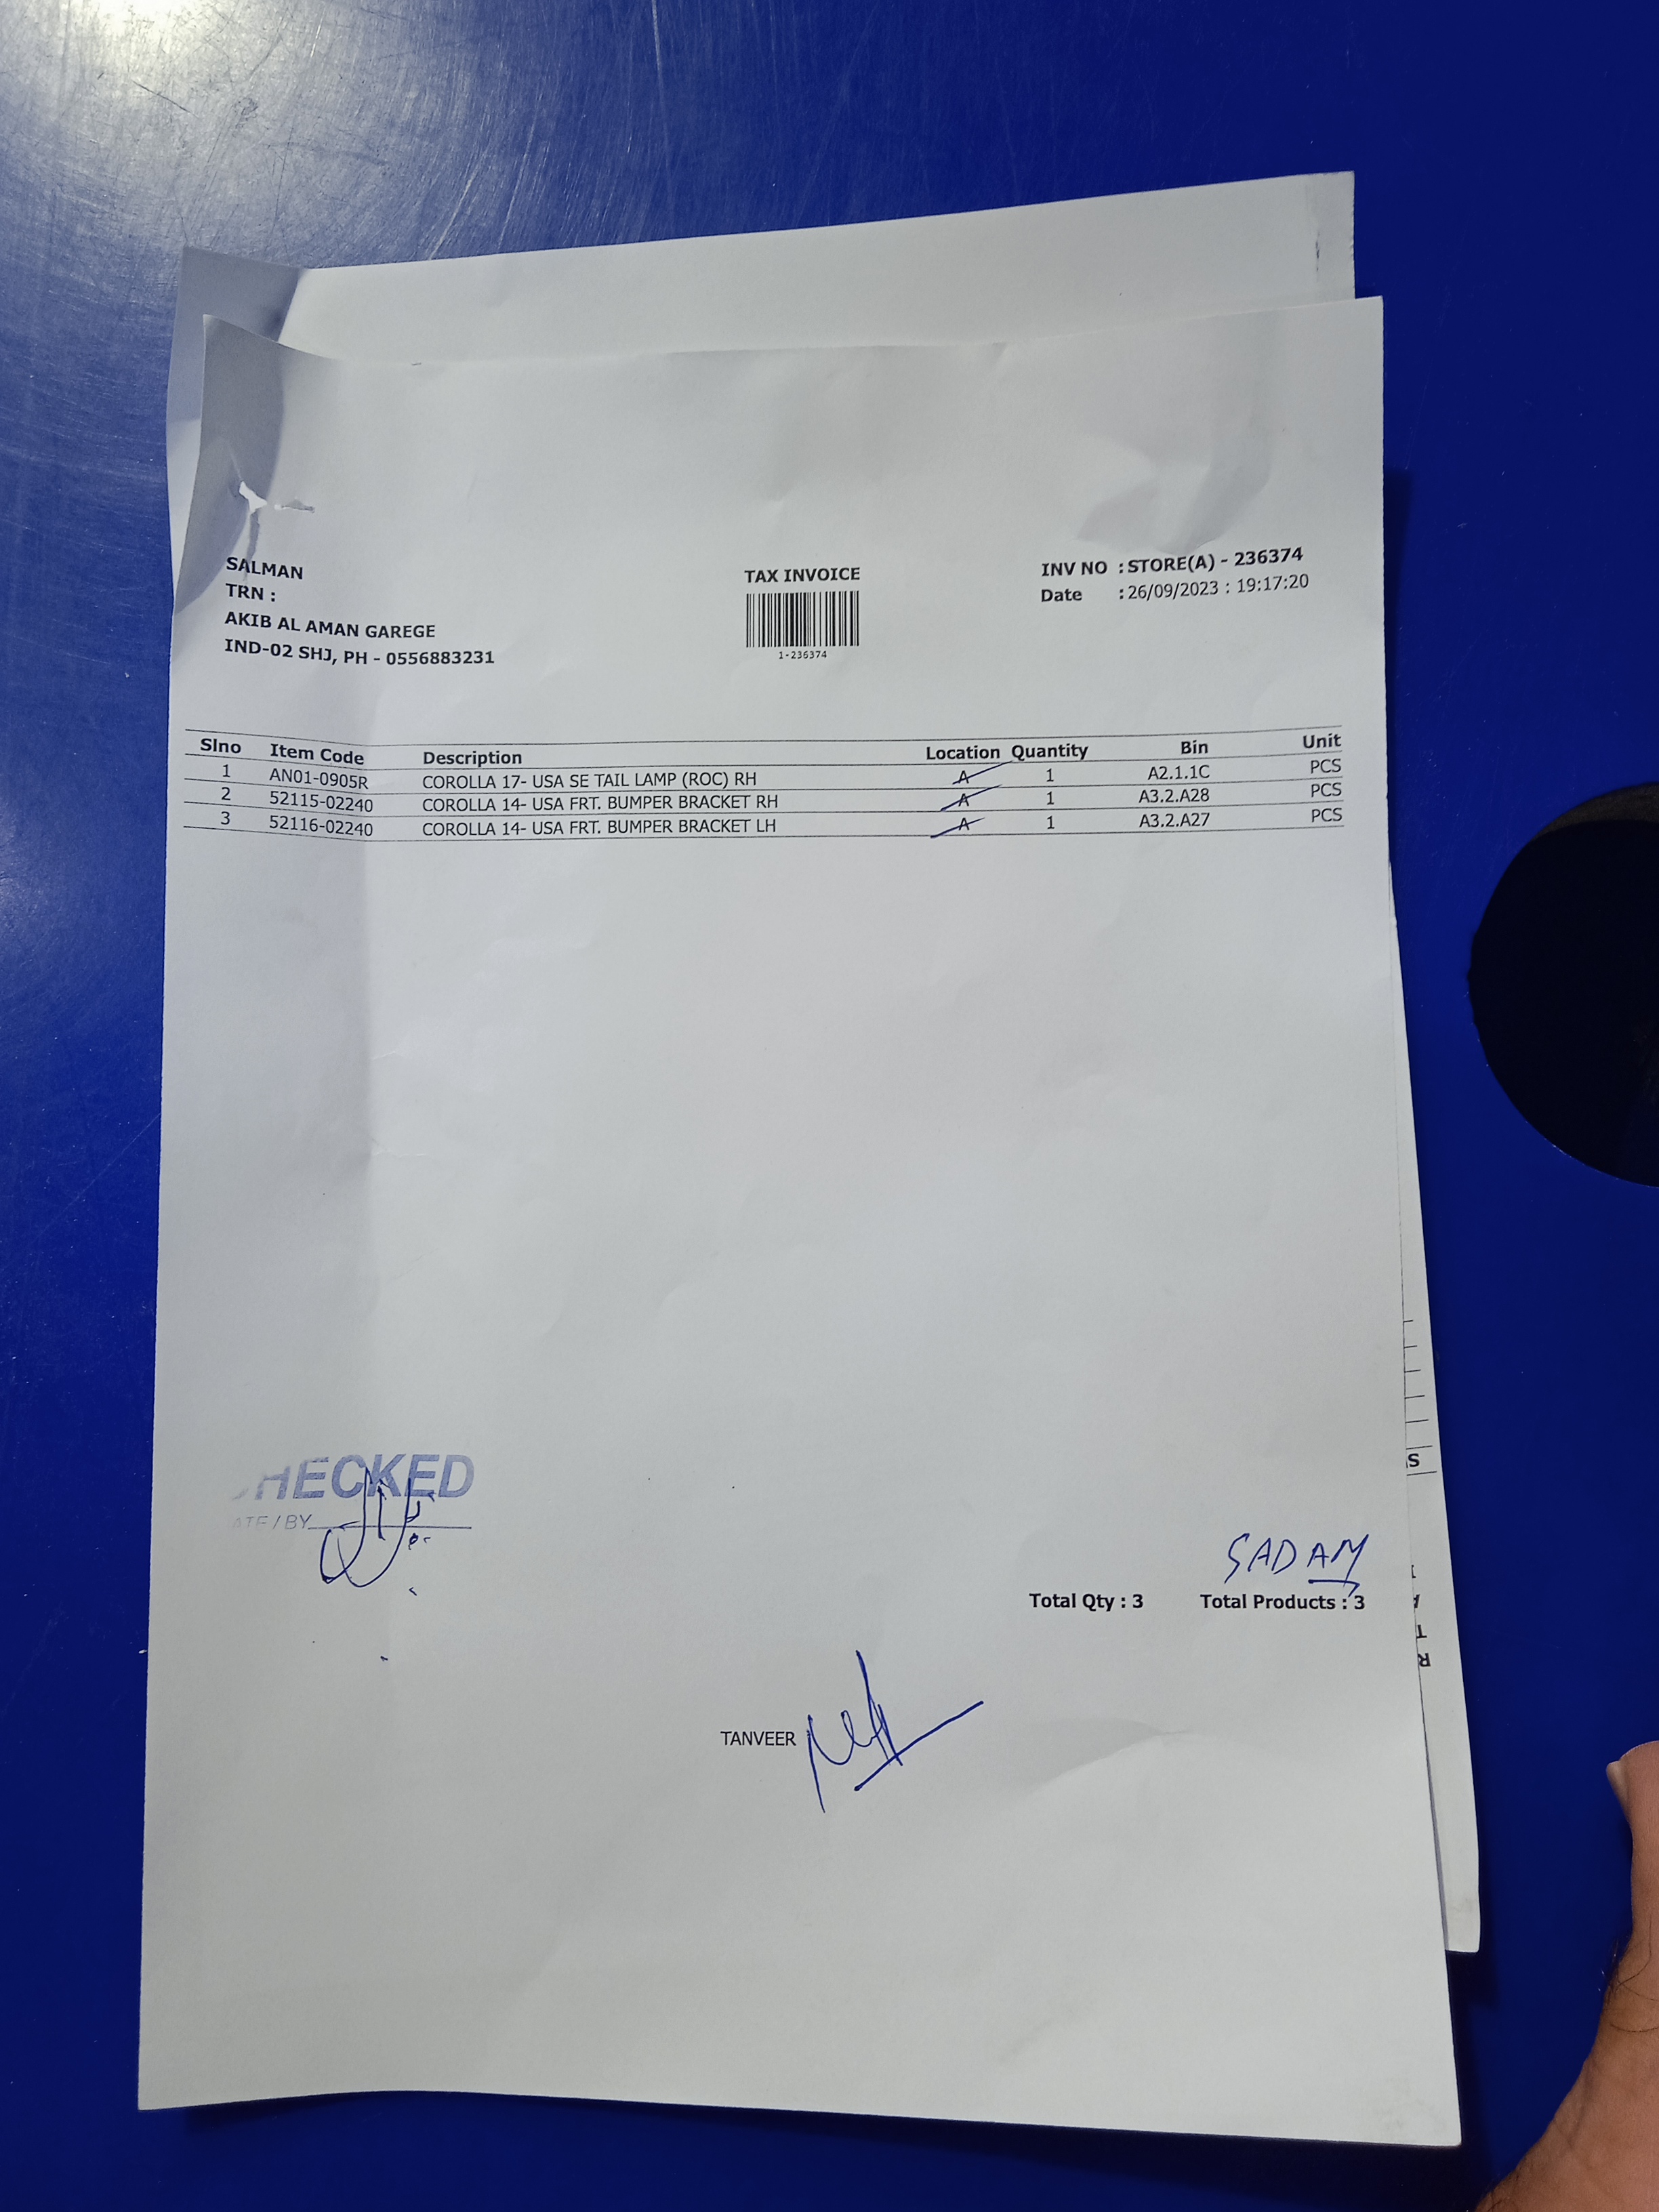 SALMAN
TRN :
AKIB AL AMAN GAREGE
IND-02 SHJ, PH - 0556883231
TAX INVOICE
1-236374
INV NO : STORE(A) - 236374
Date : 26/09/2023 : 19:17:20
Slno Item Code Description Location Quantity Bin Unit
1 AN01-0905R COROLLA 17- USA SE TAIL LAMP (ROC) RH A 1 A2.1.1C PCS
2 52115-02240 COROLLA 14- USA FRT. BUMPER BRACKET RH A 1 A3.2.A28 PCS
3 52116-02240 COROLLA 14- USA FRT. BUMPER BRACKET LH A 1 A3.2.A27 PCS
CHECKED
ATE / BY
SADAM
Total Qty : 3 Total Products : 3
TANVEER